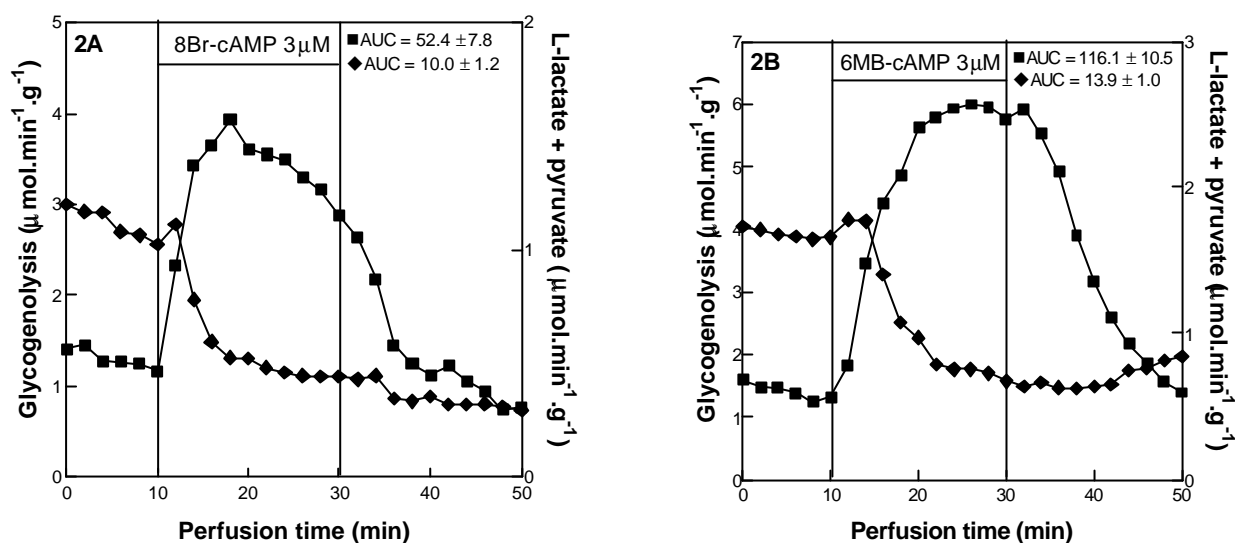 2A
8Br-cAMP 3μM
AUC = 52.4 ±7.8
AUC = 10.0 ± 1.2
Glycogenolysis (μ mol.min⁻¹.g⁻¹)
5
4
3
2
1
0
L-lactate + pyruvate (μmol.min⁻¹.g⁻¹)
2
1
0
0 10 20 30 40 50
Perfusion time (min)
2B
6MB-cAMP 3μM
AUC = 116.1 ± 10.5
AUC = 13.9 ± 1.0
Glycogenolysis (μmol.min⁻¹.g⁻¹)
7
6
5
4
3
2
1
0
L-lactate + pyruvate (μmol.min⁻¹.g⁻¹)
3
2
1
0
0 10 20 30 40 50
Perfusion time (min)